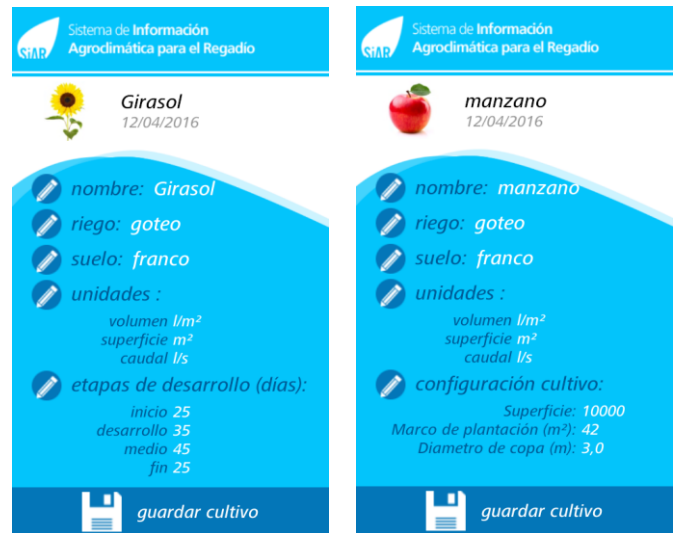 Sistema de Información
SiAR
Agroclimática para el Regadío
Girasol
12/04/2016
nombre: Girasol
riego: goteo
suelo: franco
unidades :
volumen l/m²
superficie m²
caudal l/s
etapas de desarrollo (días):
inicio 25
desarrollo 35
medio 45
fin 25
guardar cultivo
Sistema de Información
SiAR
Agroclimática para el Regadío
manzano
12/04/2016
nombre: manzano
riego: goteo
suelo: franco
unidades :
volumen l/m²
superficie m²
caudal l/s
configuración cultivo:
Superficie: 10000
Marco de plantación (m²): 42
Diametro de copa (m): 3,0
guardar cultivo